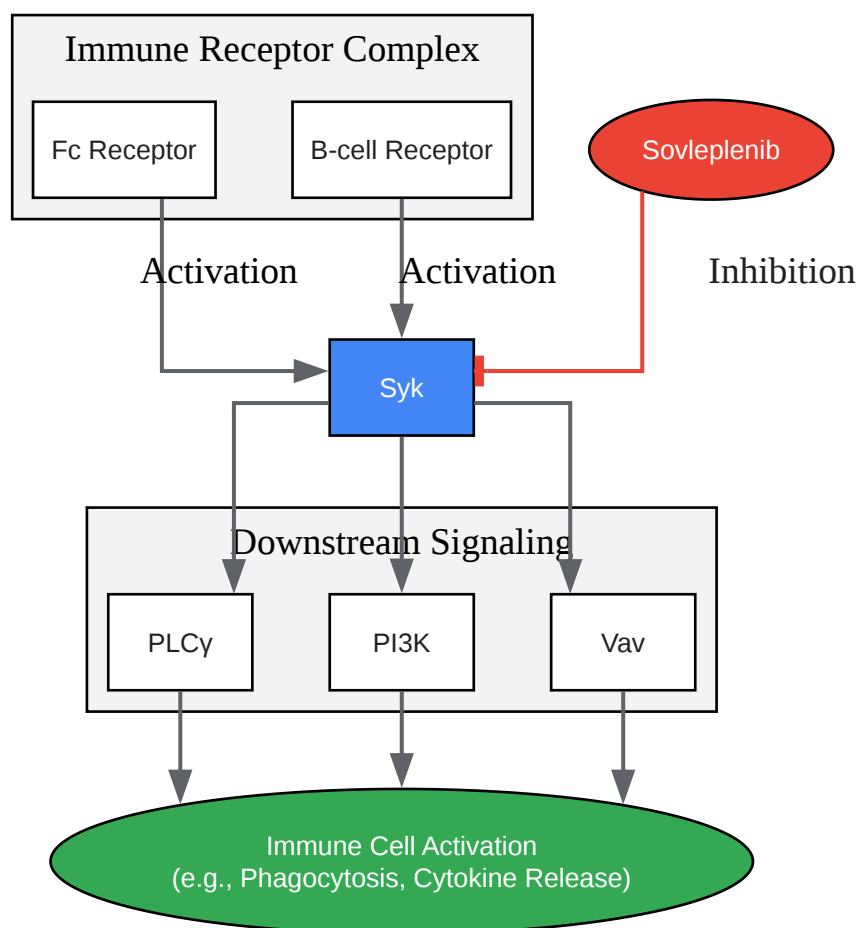 Immune Receptor Complex
Fc Receptor
B-cell Receptor
Sovleplenib
Activation
Activation
Inhibition
Syk
Downstream Signaling
PLCγ
PI3K
Vav
Immune Cell Activation
(e.g., Phagocytosis, Cytokine Release)